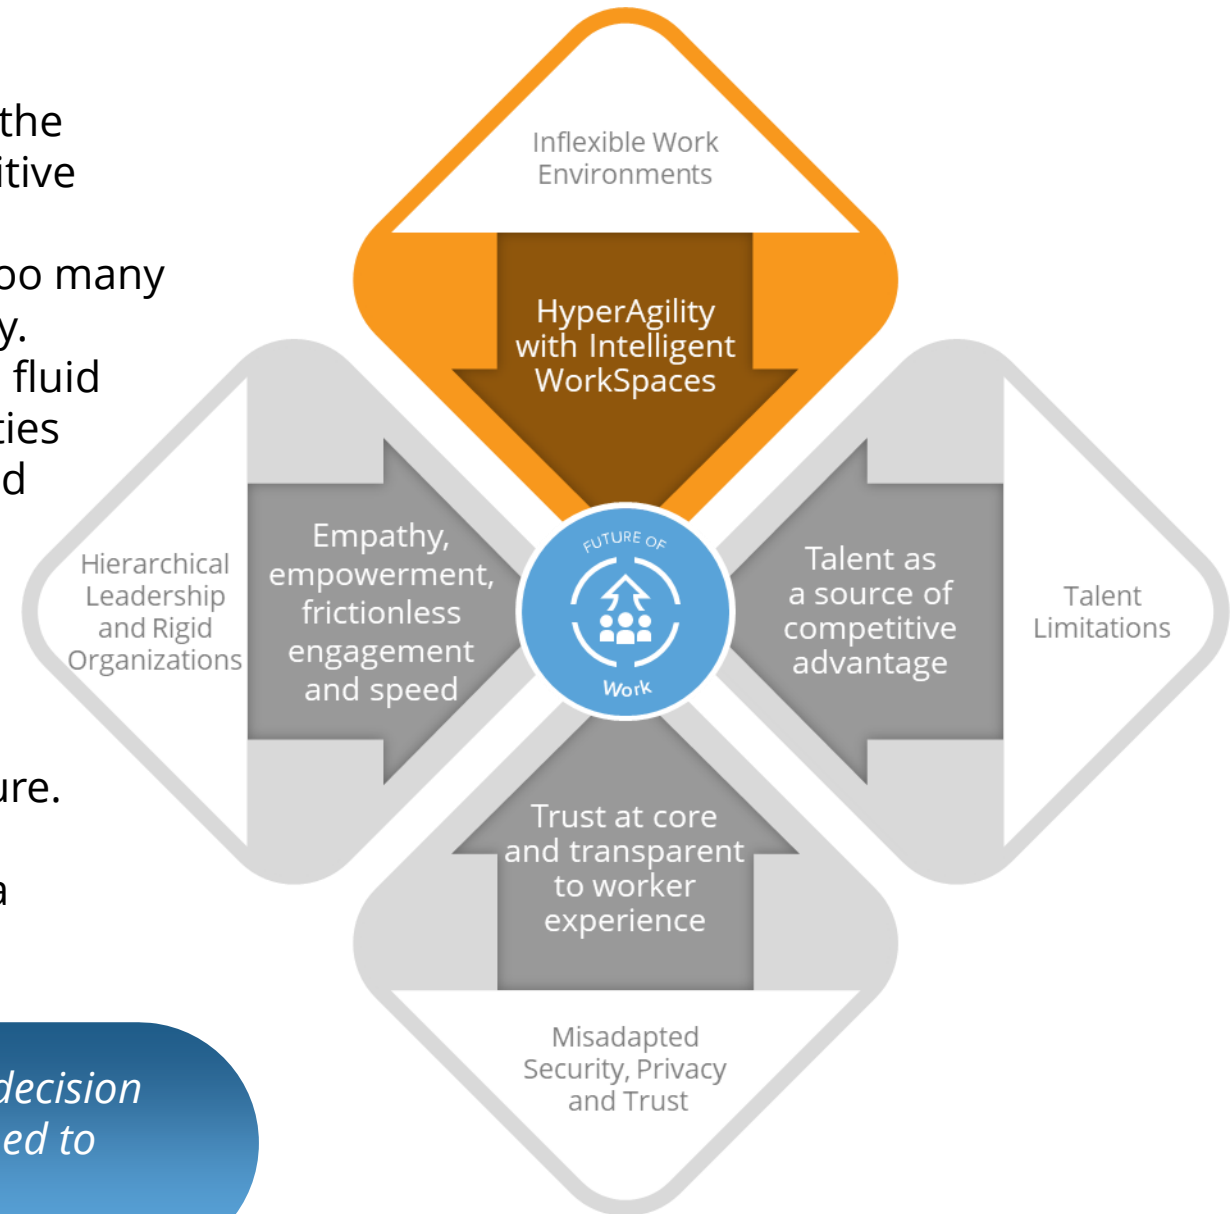 the
itive
oo many
y.
fluid
ties
d
ure.
a
decision
ed to
Inflexible Work
Environments
HyperAgility
with Intelligent
WorkSpaces
Hierarchical
Leadership
and Rigid
Organizations
Empathy,
empowerment,
frictionless
engagement
and speed
FUTURE OF
Work
Talent as
a source of
competitive
advantage
Talent
Limitations
Trust at core
and transparent
to worker
experience
Misadapted
Security, Privacy
and Trust